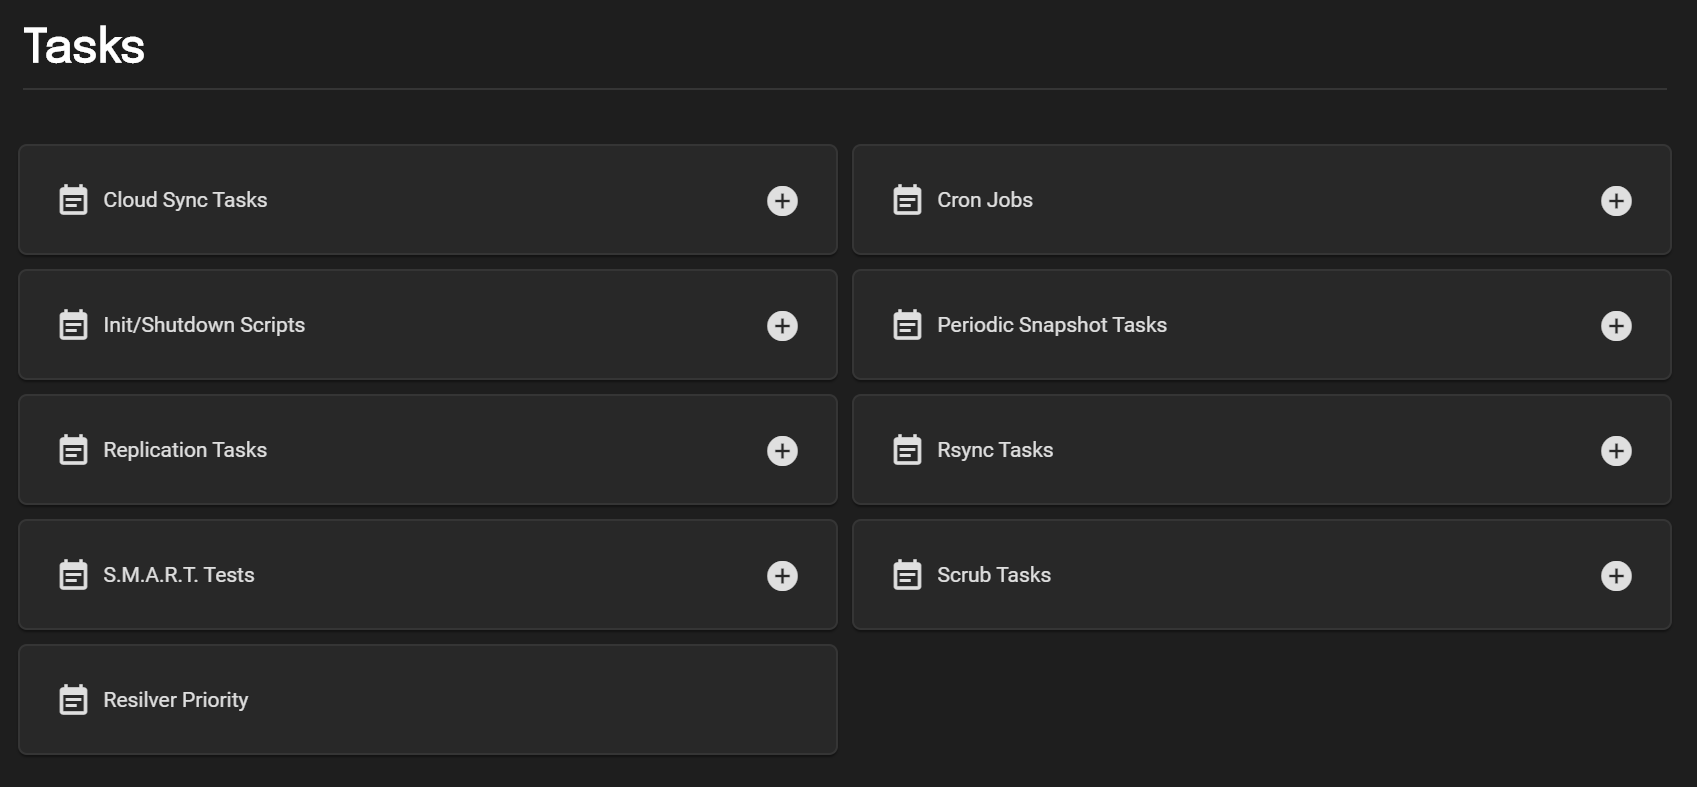 Tasks
Cloud Sync Tasks
Cron Jobs
Init/Shutdown Scripts
Periodic Snapshot Tasks
Replication Tasks
Rsync Tasks
S.M.A.R.T. Tests
Scrub Tasks
Resilver Priority